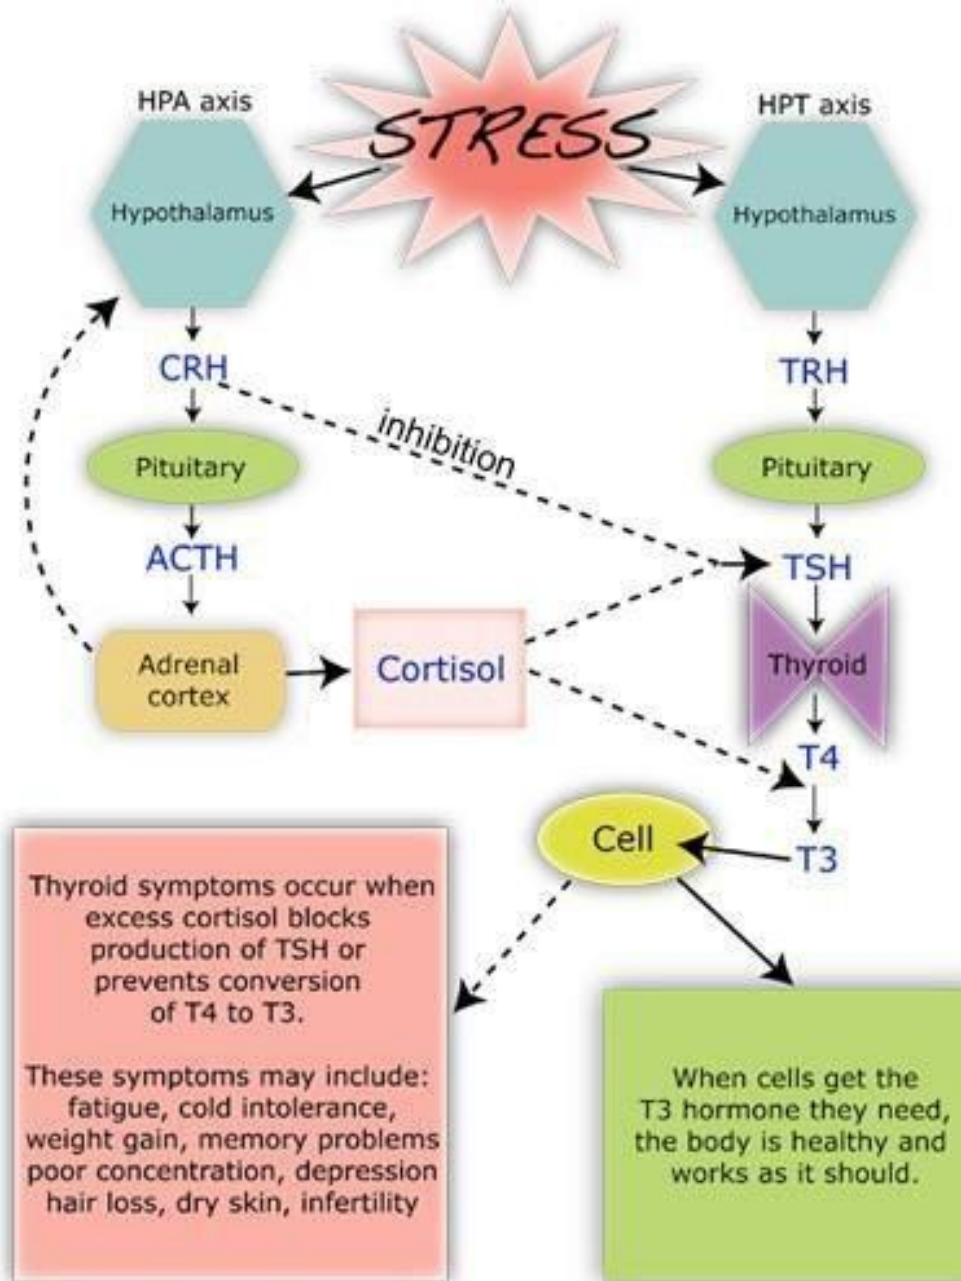 STRESS
HPA axis
HPT axis
Hypothalamus
Hypothalamus
CRH
TRH
inhibition
Pituitary
Pituitary
ACTH
TSH
Adrenal
cortex
Cortisol
Thyroid
T4
Cell
T3
Thyroid symptoms occur when
excess cortisol blocks
production of TSH or
prevents conversion
of T4 to T3.
These symptoms may include:
fatigue, cold intolerance,
weight gain, memory problems
poor concentration, depression
hair loss, dry skin, infertility
When cells get the
T3 hormone they need,
the body is healthy and
works as it should.